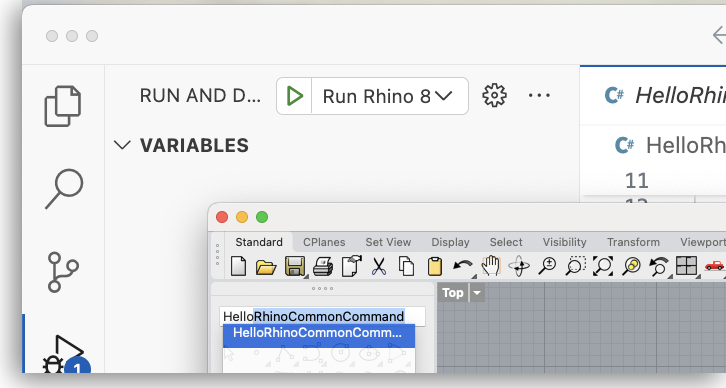 RUN AND D... Run Rhino 8
C# HelloRhi
VARIABLES
C# HelloRh
11
Standard CPlanes Set View Display Select Visibility Transform Viewport
Top
HelloRhinoCommonCommand
HelloRhinoCommonComm...
1